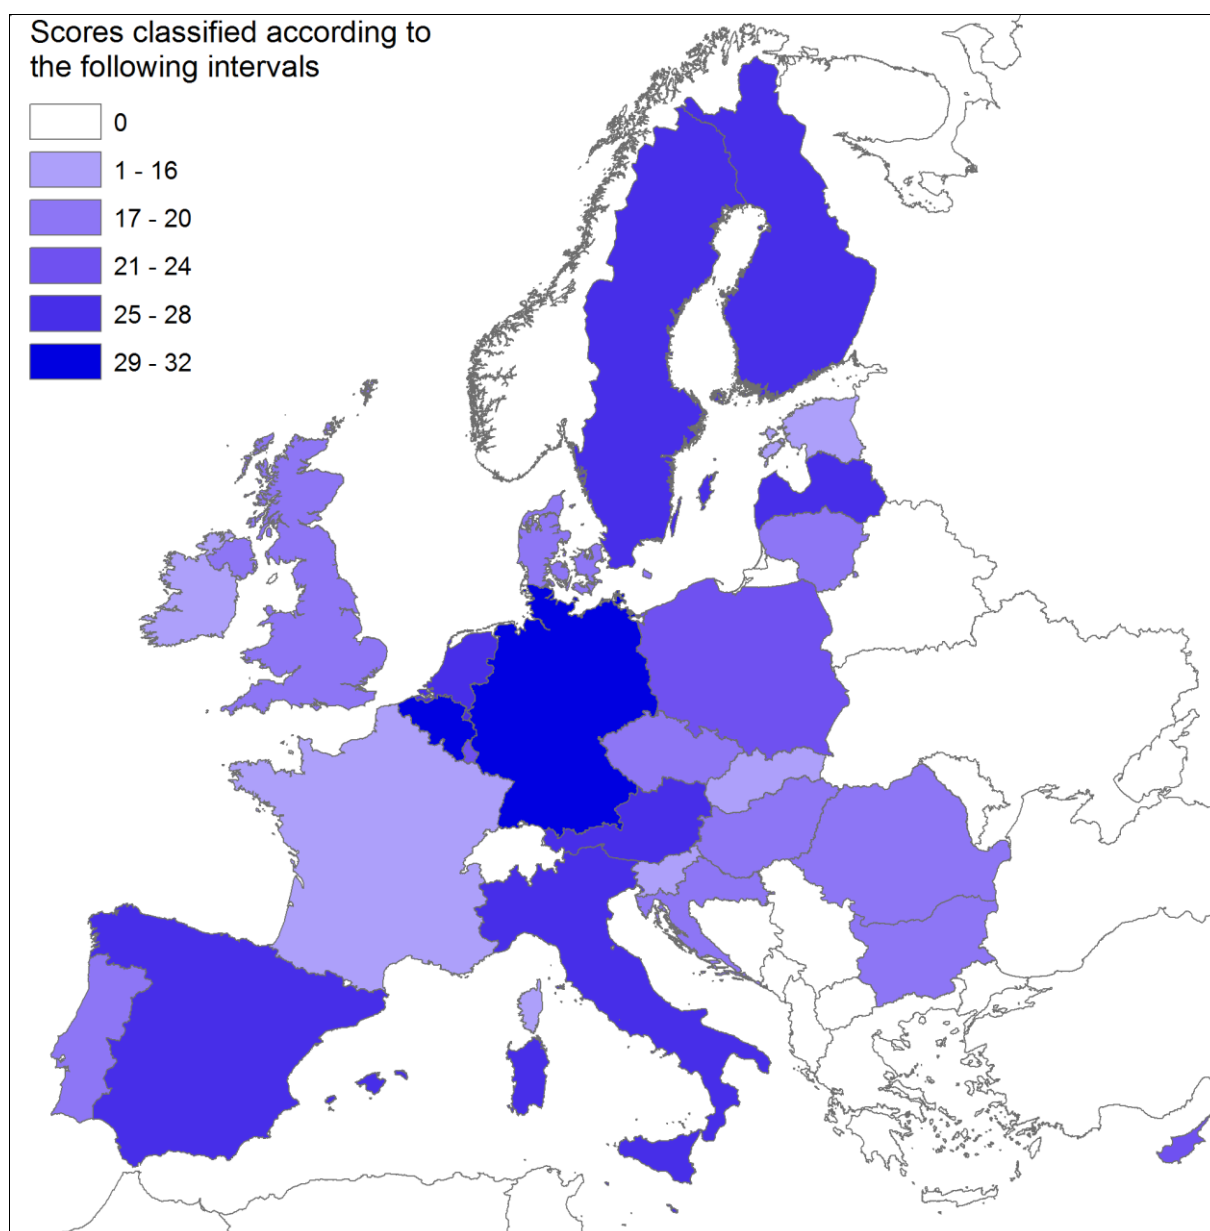 Scores classified according to
the following intervals
0
1 - 16
17 - 20
21 - 24
25 - 28
29 - 32